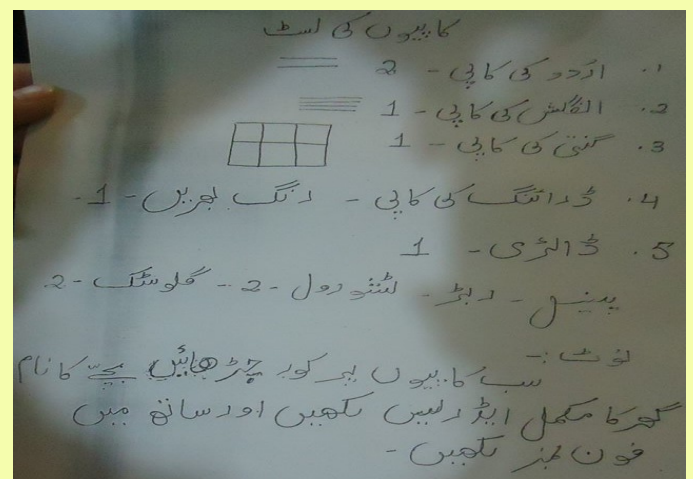 کاپیوں کی لسٹ
1. اردو کی کاپی - 2
2. انگلش کی کاپی - 1
3. گنتی کی کاپی - 1
4. ڈرائنگ کی کاپی - رنگ بھریں - 1-
5. ڈائری - 1
پینسل - ربڑ - ٹشو رول - 2 - گلوسٹک - 2
نوٹ :-
سب کاپیوں پر کور چڑھائیں بچے کا نام
گھر کا مکمل ایڈریس لکھیں اور ساتھ میں
فون نمبر لکھیں -